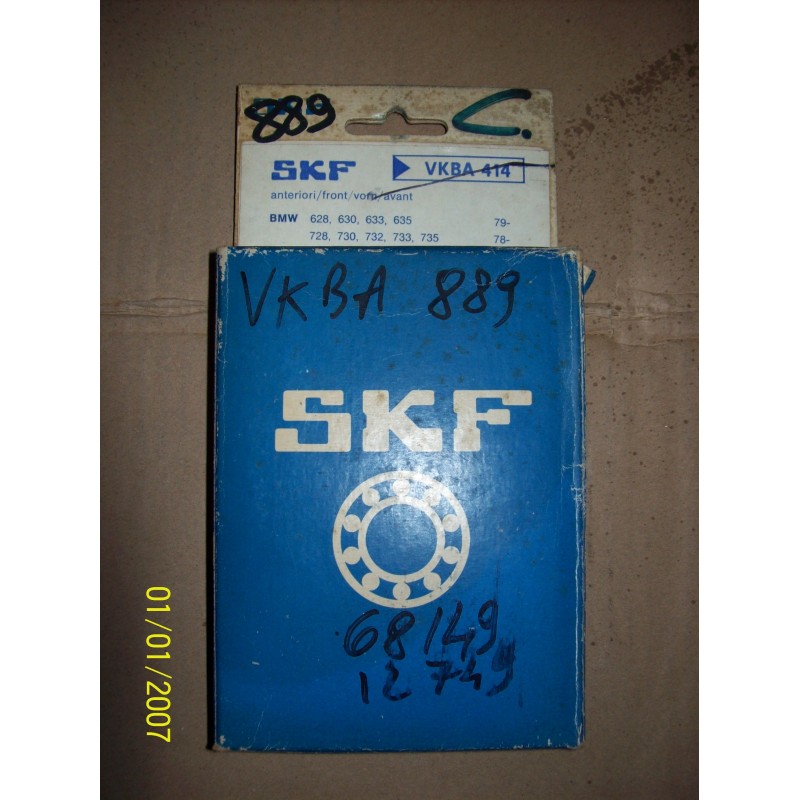 889 C.
SKF VKBA 414
anteriori/front/vorn/avant
BMW 628, 630, 633, 635 79-
728, 730, 732, 733, 735 78-
VKBA 889
SKF
68149
12749
01/01/2007